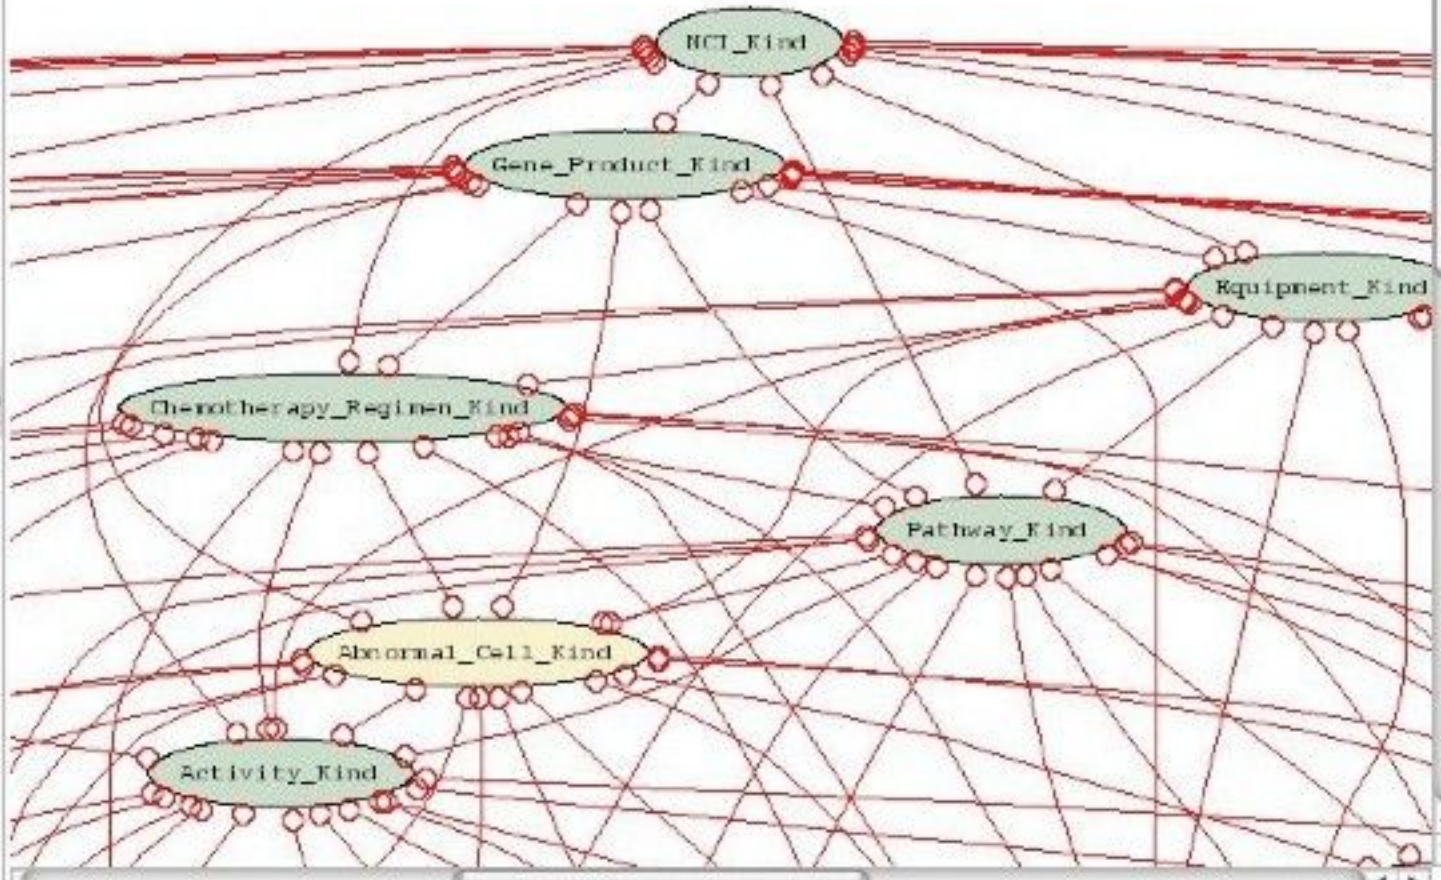 NCI_Kind
Gene_Product_Kind
Equipment_Kind
Chemotherapy_Regimen_Kind
Pathway_Kind
Abnormal_Cell_Kind
Activity_Kind